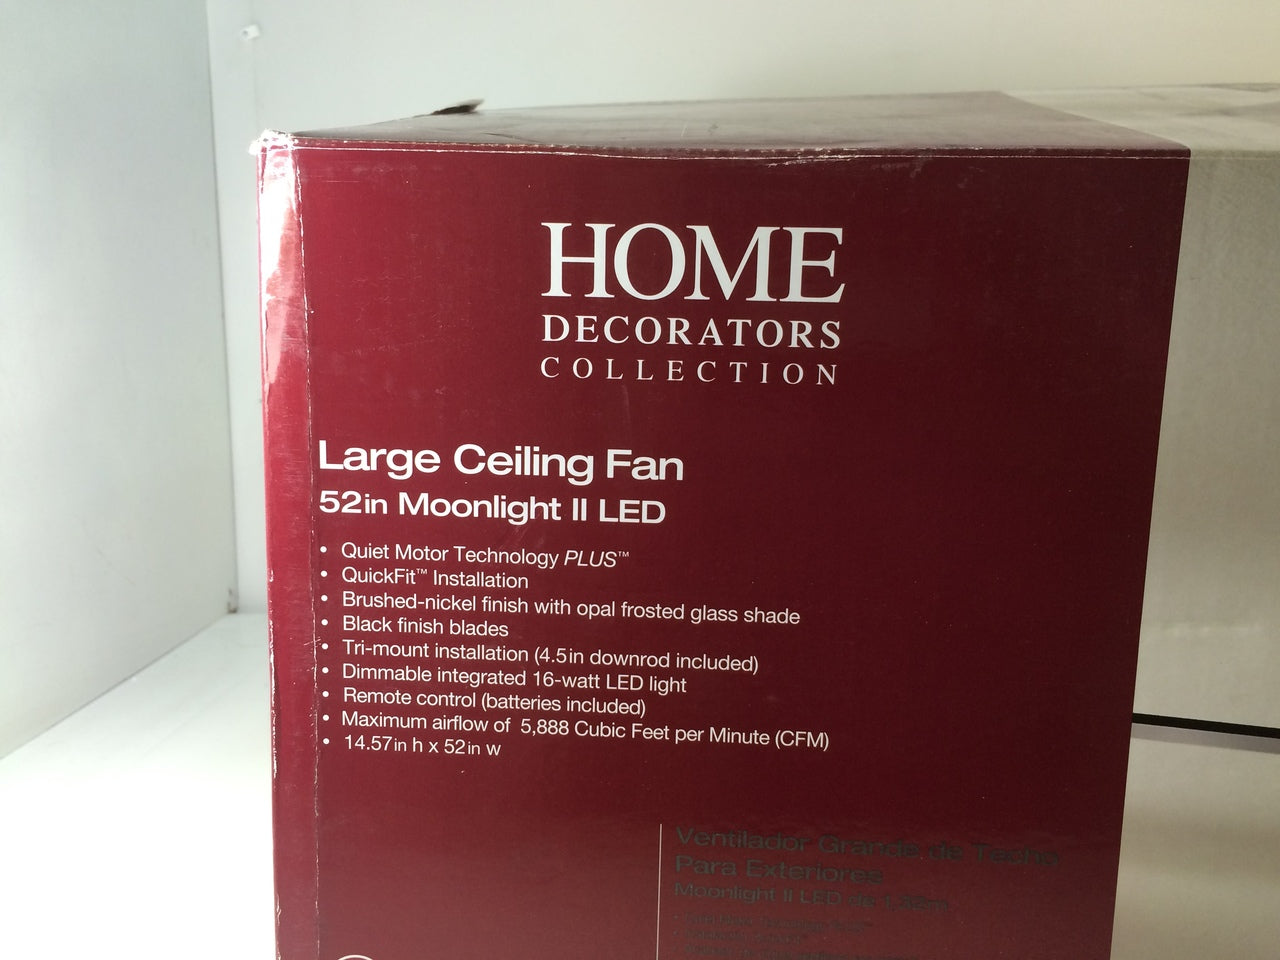 HOME
DECORATORS
COLLECTION
Large Ceiling Fan
52in Moonlight II LED
• Quiet Motor Technology PLUS™
• QuickFit™ Installation
• Brushed-nickel finish with opal frosted glass shade
• Black finish blades
• Tri-mount installation (4.5in downrod included)
• Dimmable integrated 16-watt LED light
• Remote control (batteries included)
• Maximum airflow of 5,888 Cubic Feet per Minute (CFM)
• 14.57in h x 52in w
Ventilador Grande de Techo
Para Exteriores
Moonlight II LED de 1,32m